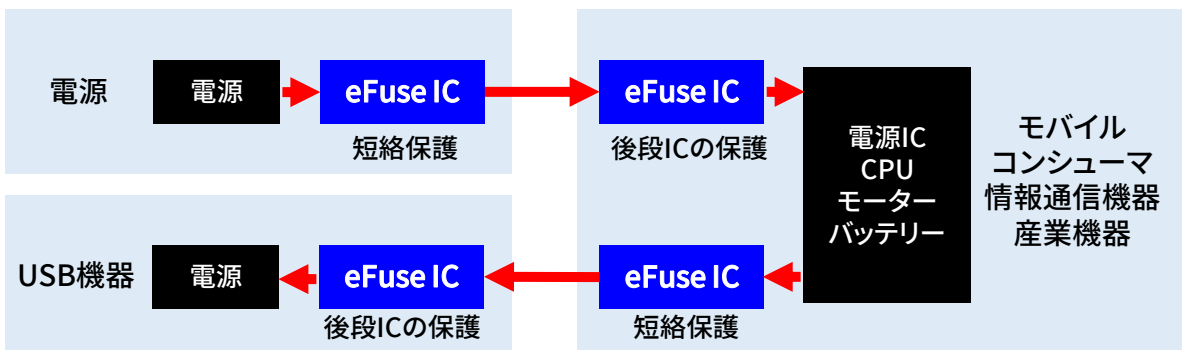 電源
電源
eFuse IC
短絡保護
eFuse IC
後段ICの保護
電源IC
CPU
モーター
バッテリー
モバイル
コンシューマ
情報通信機器
産業機器
USB機器
電源
eFuse IC
後段ICの保護
eFuse IC
短絡保護